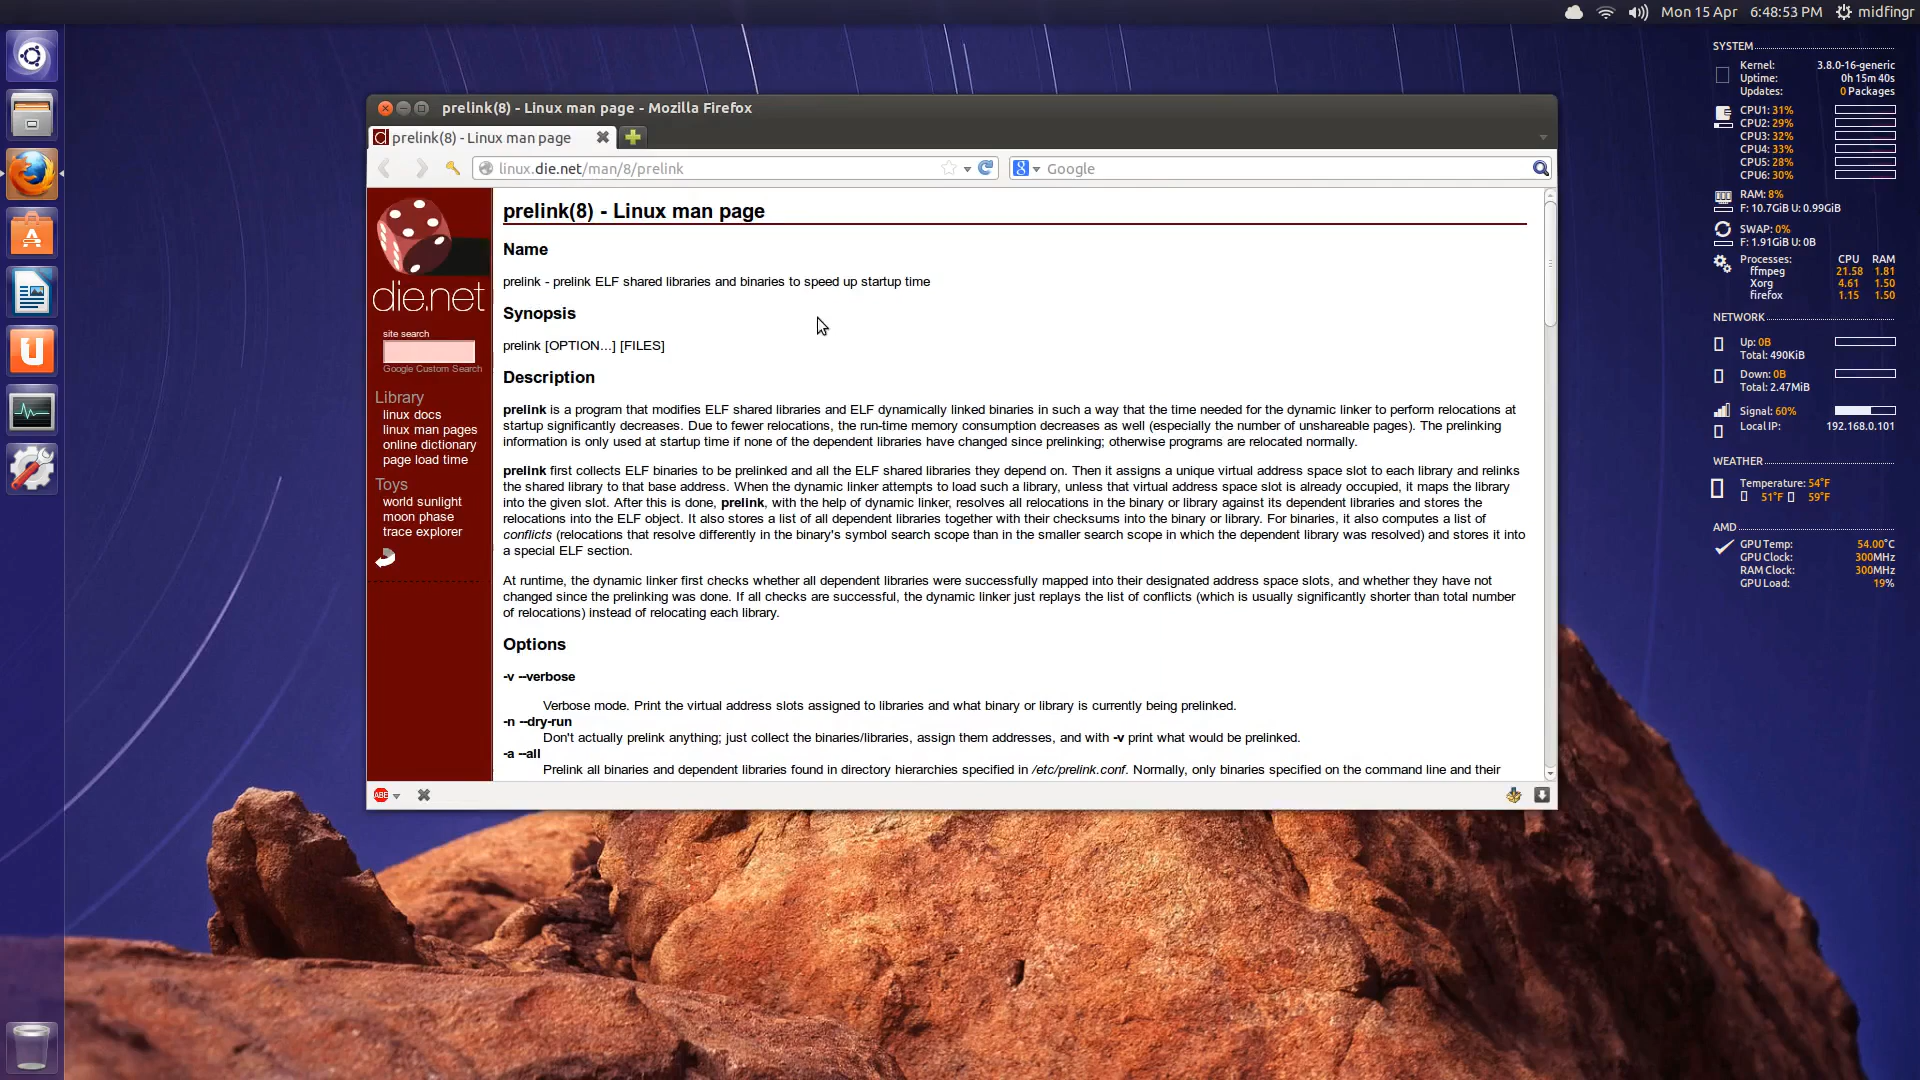 Mon 15 Apr 6:48:53 PM midfingr
prelink(8) - Linux man page - Mozilla Firefox
prelink(8) - Linux man page
linux.die.net/man/8/prelink
Google
die.net
site search
Google Custom Search
Library
linux docs
linux man pages
online dictionary
page load time
Toys
world sunlight
moon phase
trace explorer
prelink(8) - Linux man page
Name
prelink - prelink ELF shared libraries and binaries to speed up startup time
Synopsis
prelink [OPTION...] [FILES]
Description
prelink is a program that modifies ELF shared libraries and ELF dynamically linked binaries in such a way that the time needed for the dynamic linker to perform relocations at
startup significantly decreases. Due to fewer relocations, the run-time memory consumption decreases as well (especially the number of unshareable pages). The prelinking
information is only used at startup time if none of the dependent libraries have changed since prelinking; otherwise programs are relocated normally.
prelink first collects ELF binaries to be prelinked and all the ELF shared libraries they depend on. Then it assigns a unique virtual address space slot to each library and relinks
the shared library to that base address. When the dynamic linker attempts to load such a library, unless that virtual address space slot is already occupied, it maps the library
into the given slot. After this is done, prelink, with the help of dynamic linker, resolves all relocations in the binary or library against its dependent libraries and stores the
relocations into the ELF object. It also stores a list of all dependent libraries together with their checksums into the binary or library. For binaries, it also computes a list of
conflicts (relocations that resolve differently in the binary's symbol search scope than in the smaller search scope in which the dependent library was resolved) and stores it into
a special ELF section.
At runtime, the dynamic linker first checks whether all dependent libraries were successfully mapped into their designated address space slots, and whether they have not
changed since the prelinking was done. If all checks are successful, the dynamic linker just replays the list of conflicts (which is usually significantly shorter than total number
of relocations) instead of relocating each library.
Options
-v --verbose
Verbose mode. Print the virtual address slots assigned to libraries and what binary or library is currently being prelinked.
-n --dry-run
Don't actually prelink anything; just collect the binaries/libraries, assign them addresses, and with -v print what would be prelinked.
-a --all
Prelink all binaries and dependent libraries found in directory hierarchies specified in /etc/prelink.conf. Normally, only binaries specified on the command line and their
ABP
SYSTEM
Kernel: 3.8.0-16-generic
Uptime: 0h 15m 40s
Updates: 0 Packages
CPU1: 31%
CPU2: 29%
CPU3: 32%
CPU4: 33%
CPU5: 28%
CPU6: 30%
RAM: 8%
F: 10.7GiB U: 0.99GiB
SWAP: 0%
F: 1.91GiB U: 0B
Processes: CPU RAM
ffmpeg 21.58 1.81
Xorg 4.61 1.50
firefox 1.15 1.50
NETWORK
Up: 0B
Total: 490KiB
Down: 0B
Total: 2.47MiB
Signal: 60%
Local IP: 192.168.0.101
WEATHER
Temperature: 54°F
51°F 59°F
AMD
GPU Temp: 54.00°C
GPU Clock: 300MHz
RAM Clock: 300MHz
GPU Load: 19%